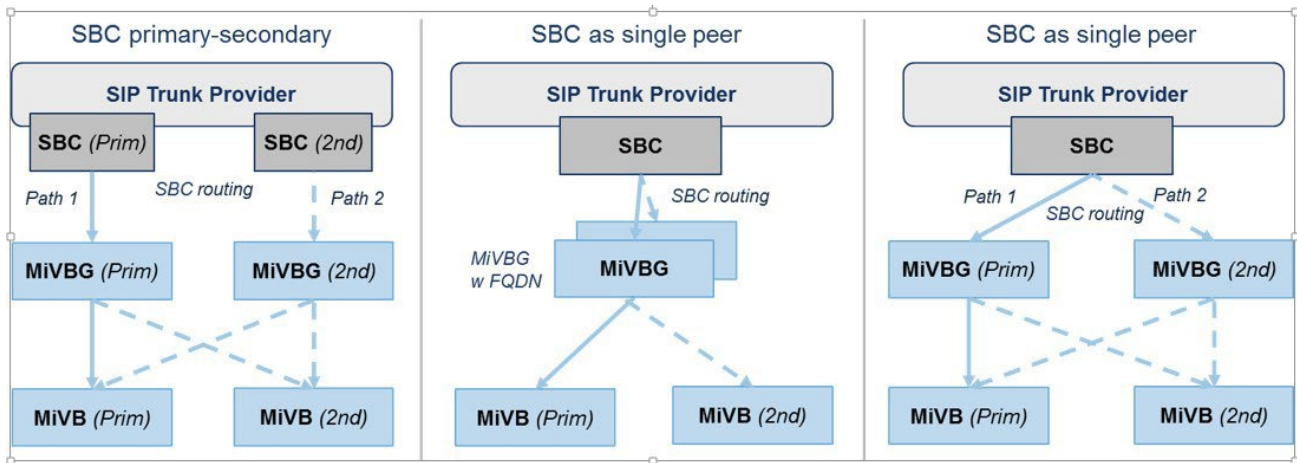 SBC primary-secondary
SIP Trunk Provider
SBC (Prim)
SBC (2nd)
Path 1
SBC routing
Path 2
MiVBG (Prim)
MiVBG (2nd)
MiVB (Prim)
MiVB (2nd)
SBC as single peer
SIP Trunk Provider
SBC
SBC routing
MiVBG
w FQDN
MiVBG
MiVB (Prim)
MiVB (2nd)
SBC as single peer
SIP Trunk Provider
SBC
Path 1
Path 2
SBC routing
MiVBG (Prim)
MiVBG (2nd)
MiVB (Prim)
MiVB (2nd)